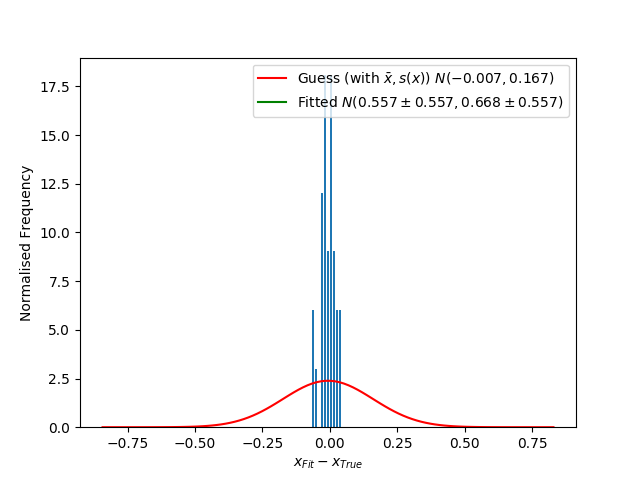 Guess (with x̄, s(x)) N(−0.007, 0.167)
Fitted N(0.557 ± 0.557, 0.668 ± 0.557)
17.5
15.0
12.5
10.0
7.5
5.0
2.5
0.0
Normalised Frequency
−0.75 −0.50 −0.25 0.00 0.25 0.50 0.75
x_Fit − x_True